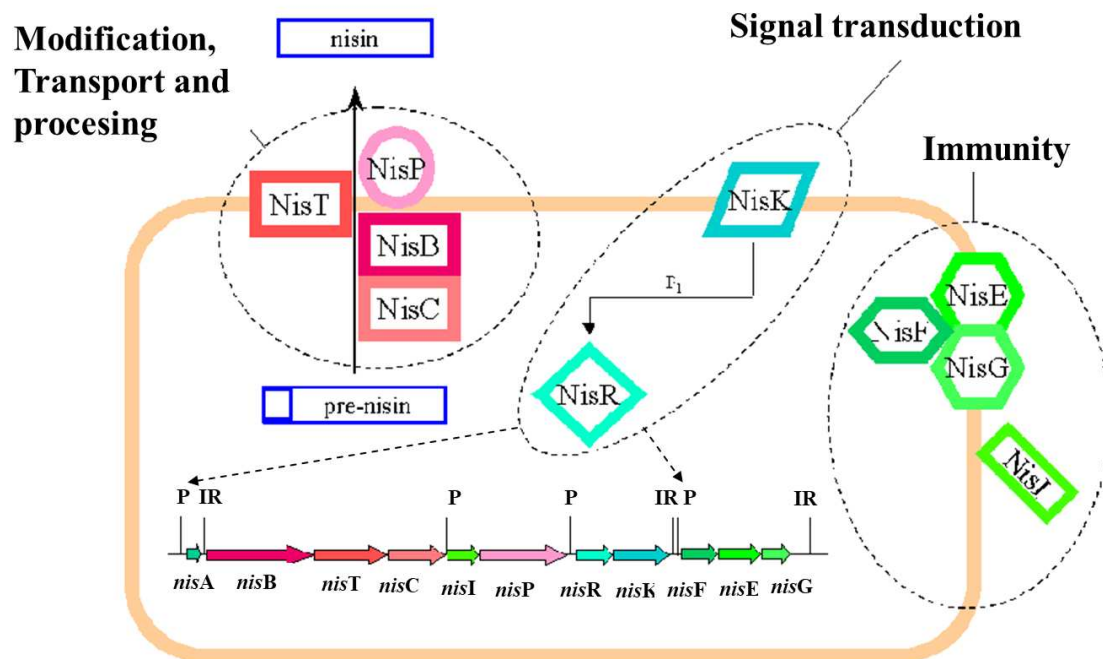 Modification,
Transport and
procesing
nisin
Signal transduction
Immunity
NisP
NisT
NisK
NisB
NisC
NisE
NisF
NisG
NisI
NisR
pre-nisin
P IR P P IR P IR
nisA nisB nisT nisC nisI nisP nisR nisK nisF nisE nisG